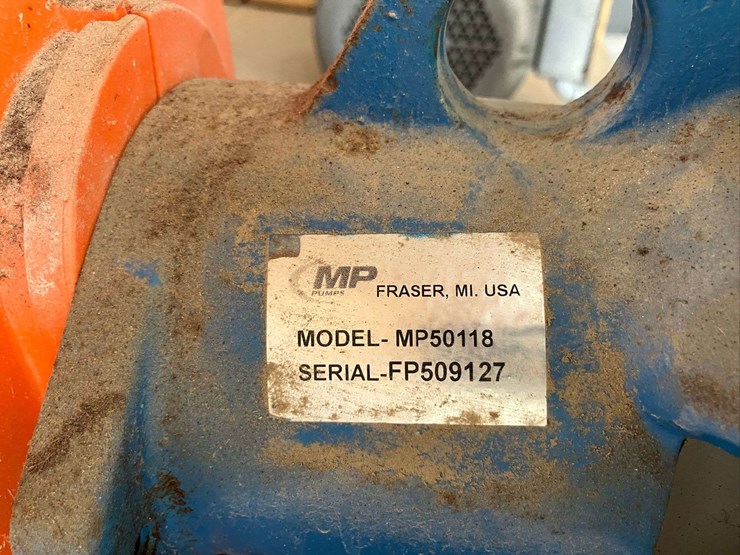 MP
PUMPS
FRASER, MI. USA
MODEL- MP50118
SERIAL-FP509127